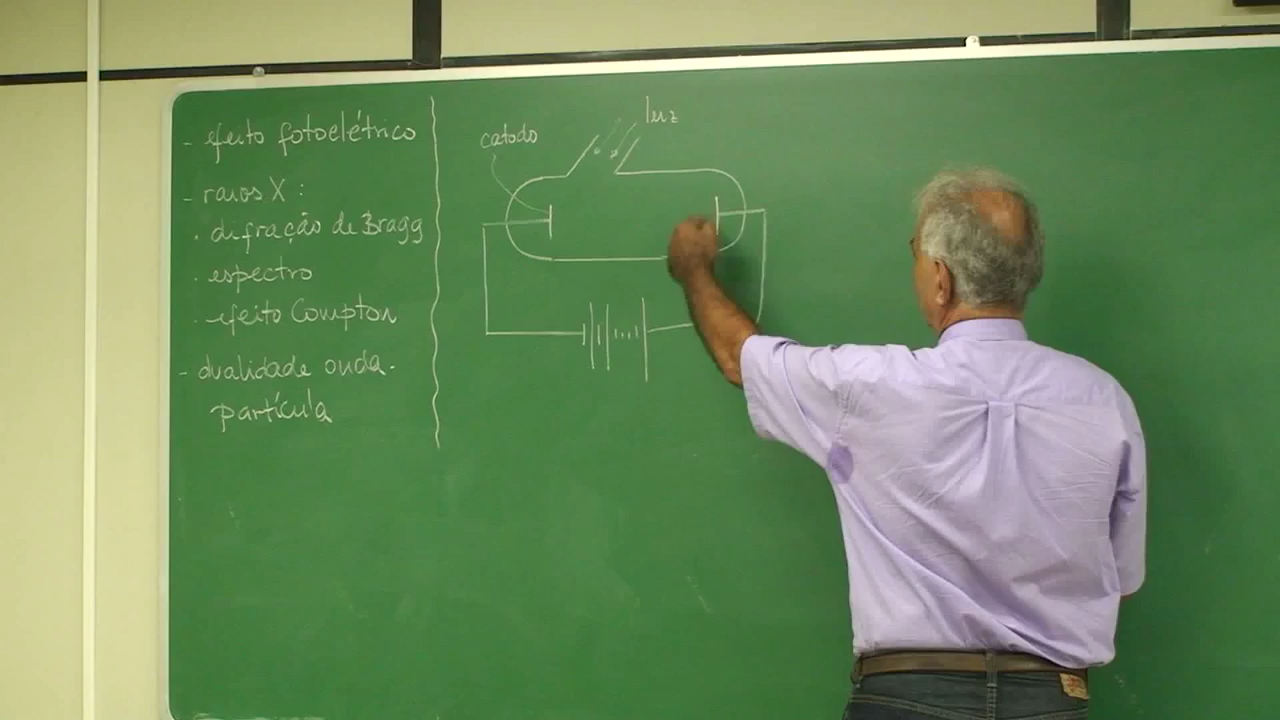 - efeito fotoelétrico
- raios X :
. difração de Bragg
. espectro
. efeito Compton
- dualidade onda-
partícula
catodo
luz